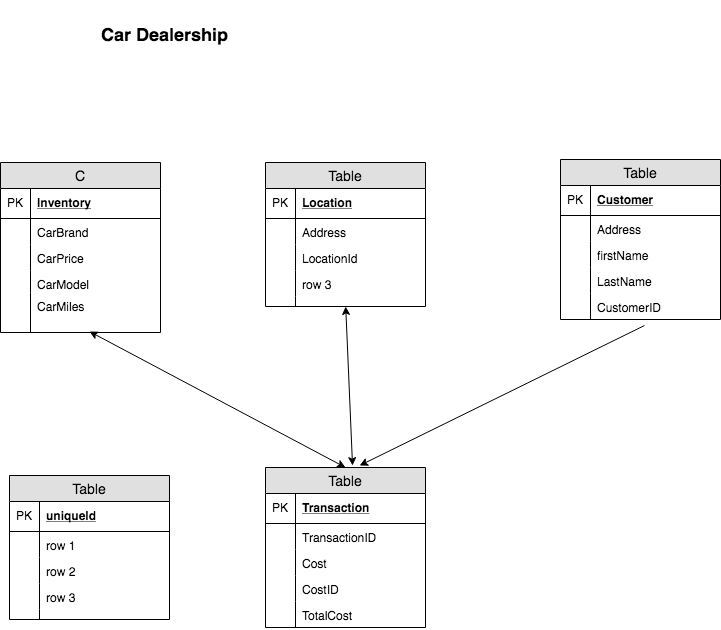 Car Dealership
C
PK Inventory
CarBrand
CarPrice
CarModel
CarMiles
Table
PK Location
Address
LocationId
row 3
Table
PK Customer
Address
firstName
LastName
CustomerID
Table
PK uniqueId
row 1
row 2
row 3
Table
PK Transaction
TransactionID
Cost
CostID
TotalCost